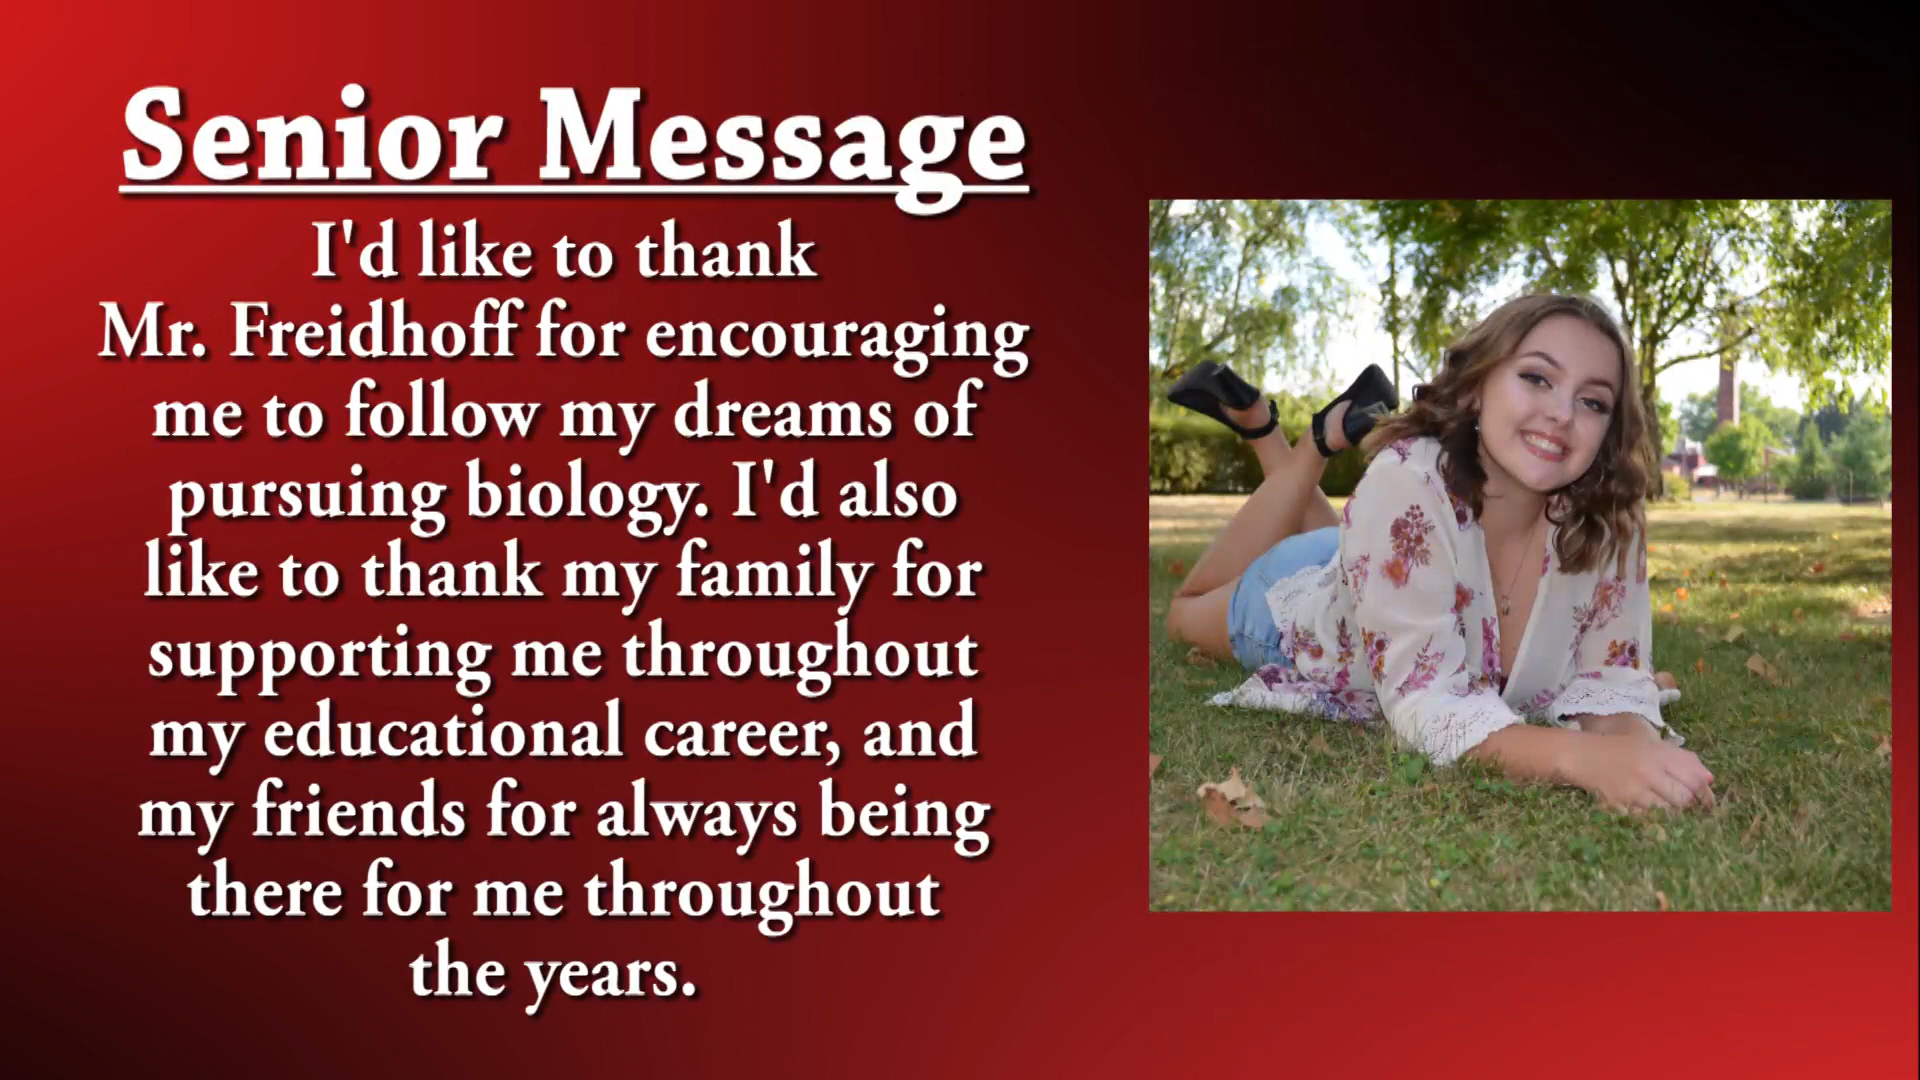 Senior Message
I'd like to thank
Mr. Freidhoff for encouraging
me to follow my dreams of
pursuing biology. I'd also
like to thank my family for
supporting me throughout
my educational career, and
my friends for always being
there for me throughout
the years.